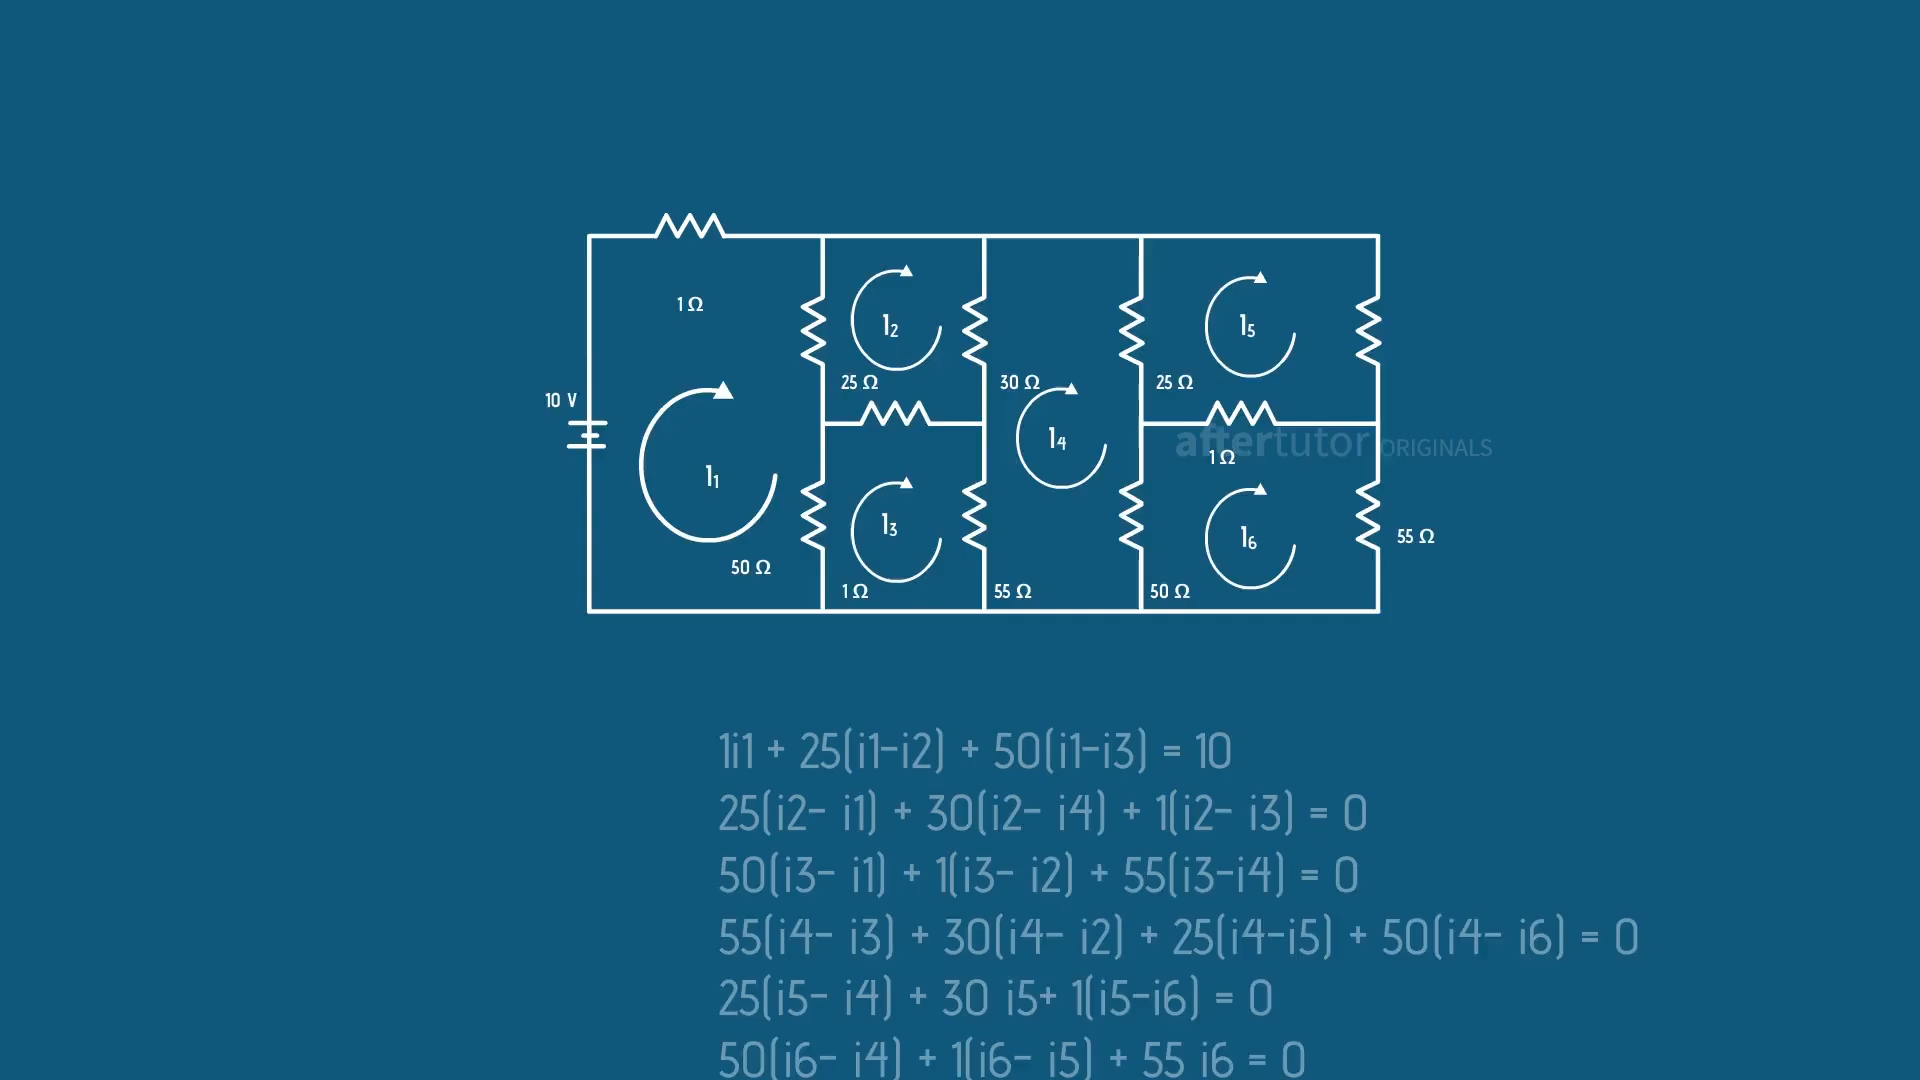 1 Ω
I2
I5
25 Ω
30 Ω
25 Ω
10 V
I4
aftertutor ORIGINALS
1 Ω
I1
I3
I6
55 Ω
50 Ω
1 Ω
55 Ω
50 Ω
1i1 + 25(i1-i2) + 50(i1-i3) = 10
25(i2- i1) + 30(i2- i4) + 1(i2- i3) = 0
50(i3- i1) + 1(i3- i2) + 55(i3-i4) = 0
55(i4- i3) + 30(i4- i2) + 25(i4-i5) + 50(i4- i6) = 0
25(i5- i4) + 30 i5+ 1(i5-i6) = 0
50(i6- i4) + 1(i6- i5) + 55 i6 = 0